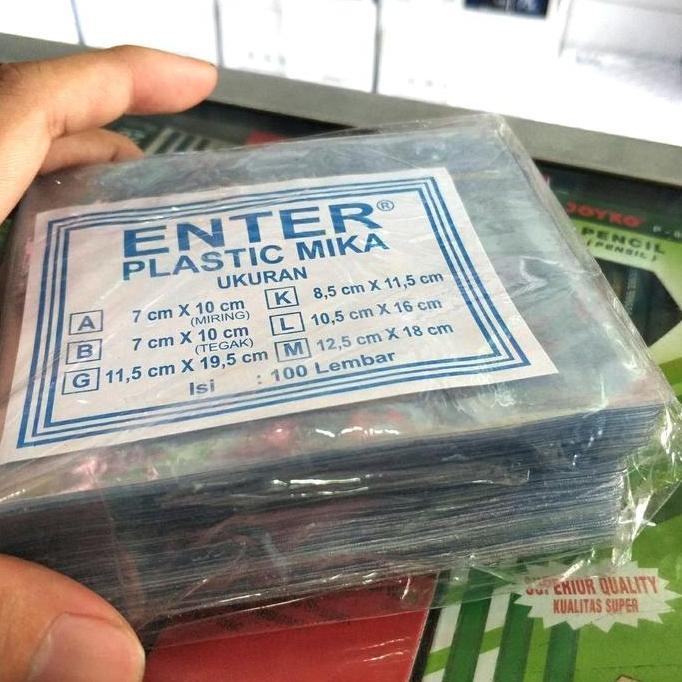 ENTER®
PLASTIC MIKA
UKURAN
A 7 cm X 10 cm
(MIRING)
B 7 cm X 10 cm
(TEGAK)
G 11,5 cm X 19,5 cm
K 8,5 cm X 11,5 cm
L 10,5 cm X 16 cm
M 12,5 cm X 18 cm
Isi : 100 Lembar
JOYKO
PENCIL
(PENSIL)
SUPERIOR QUALITY
KUALITAS SUPER